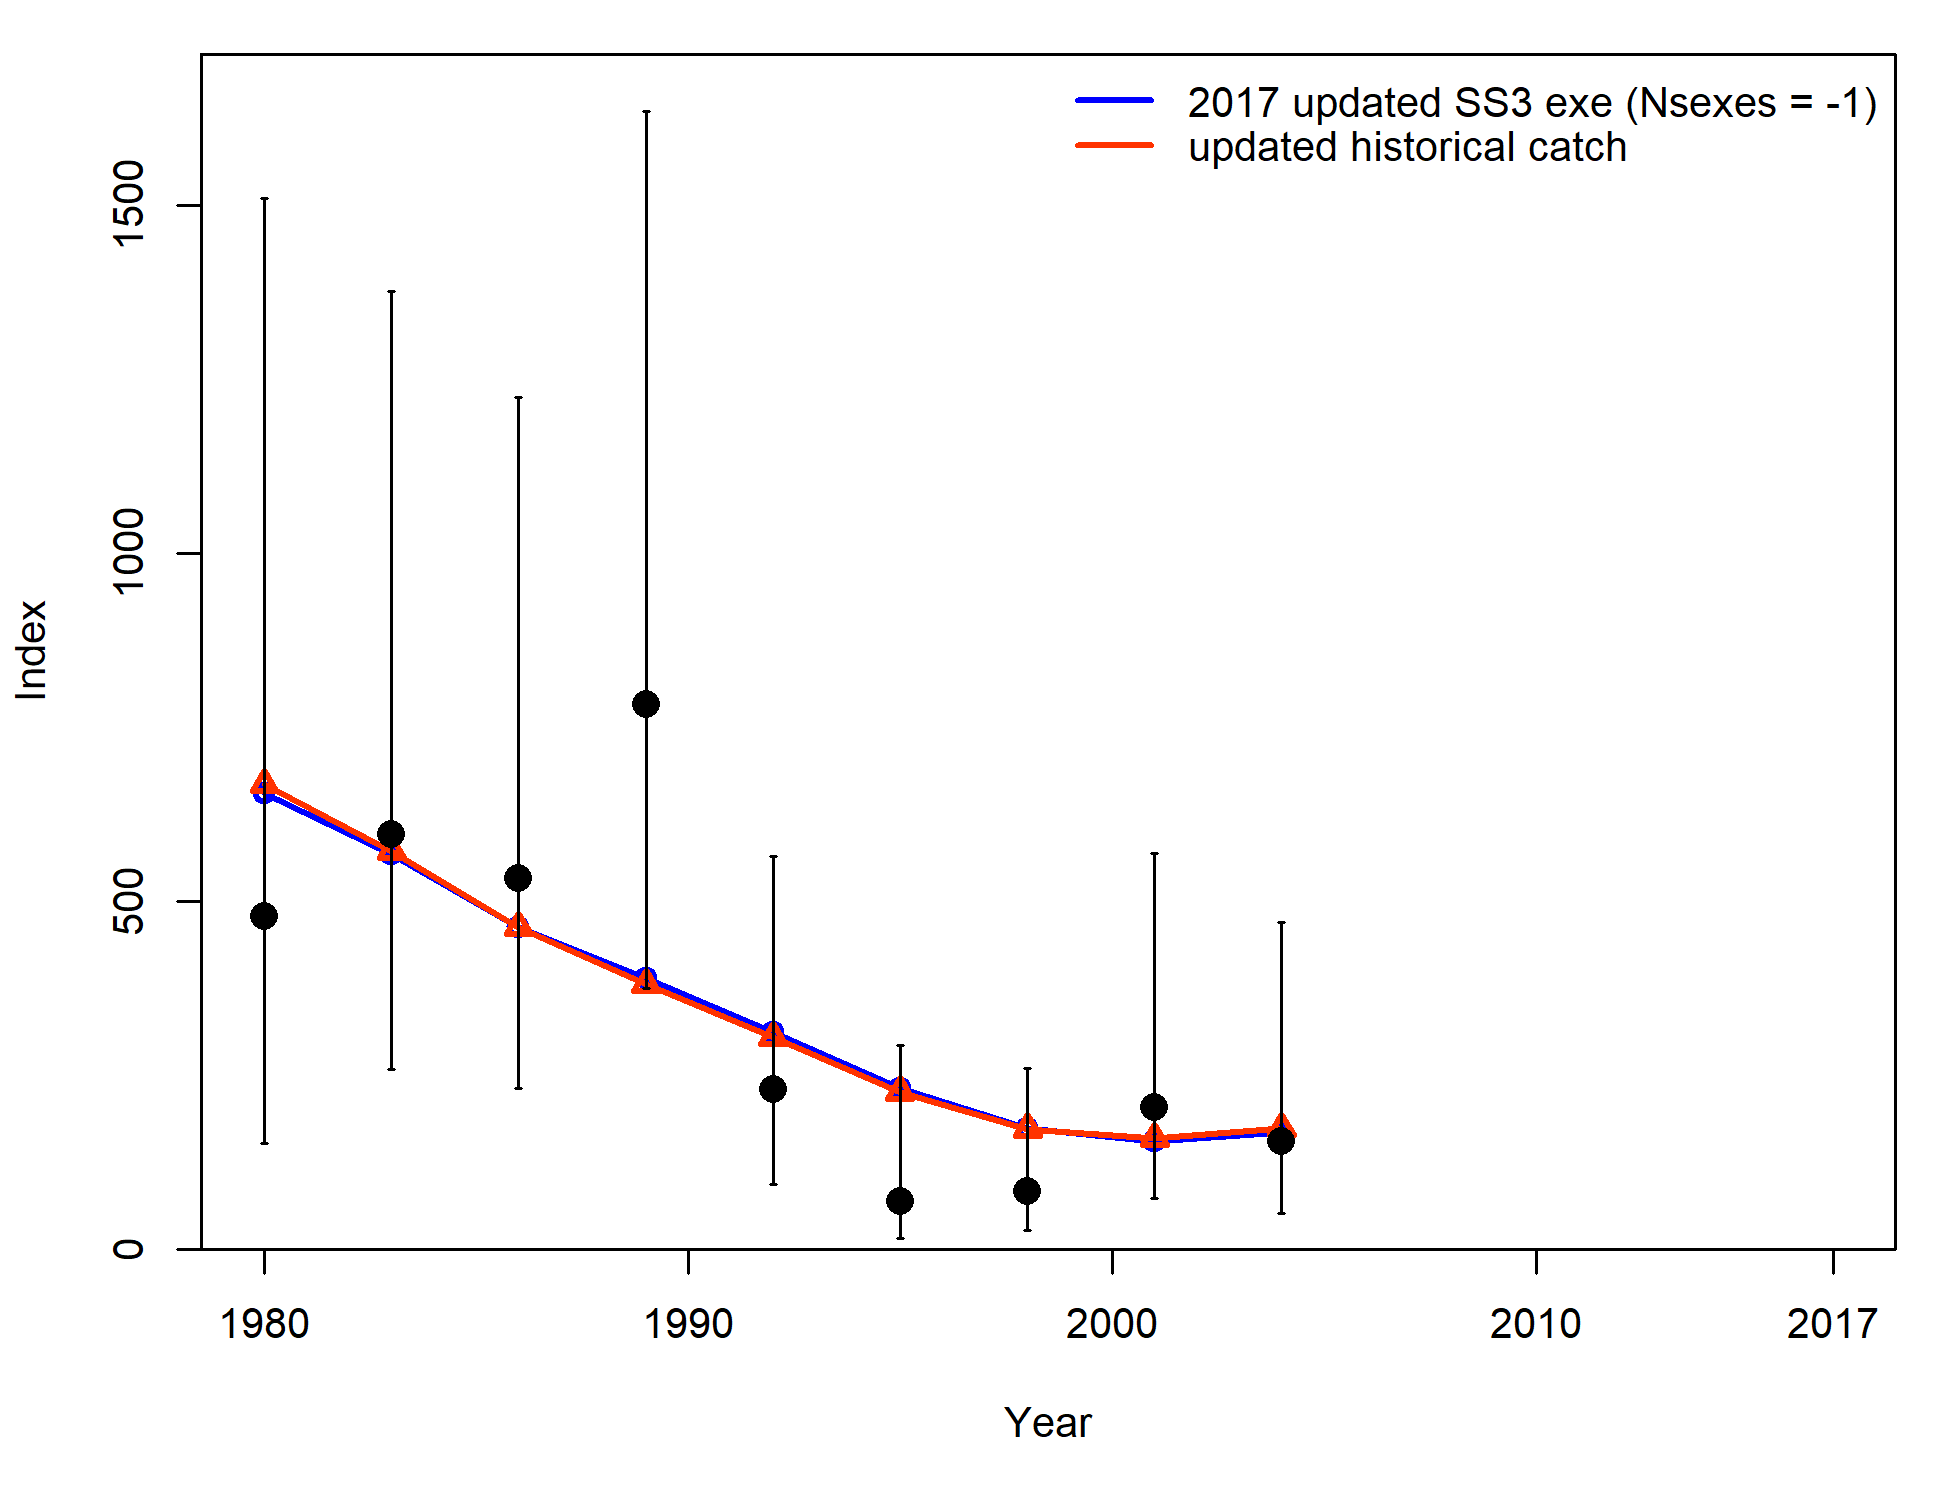 2017 updated SS3 exe (Nsexes = -1)
updated historical catch
1500
1000
500
0
Index
1980 1990 2000 2010 2017
Year